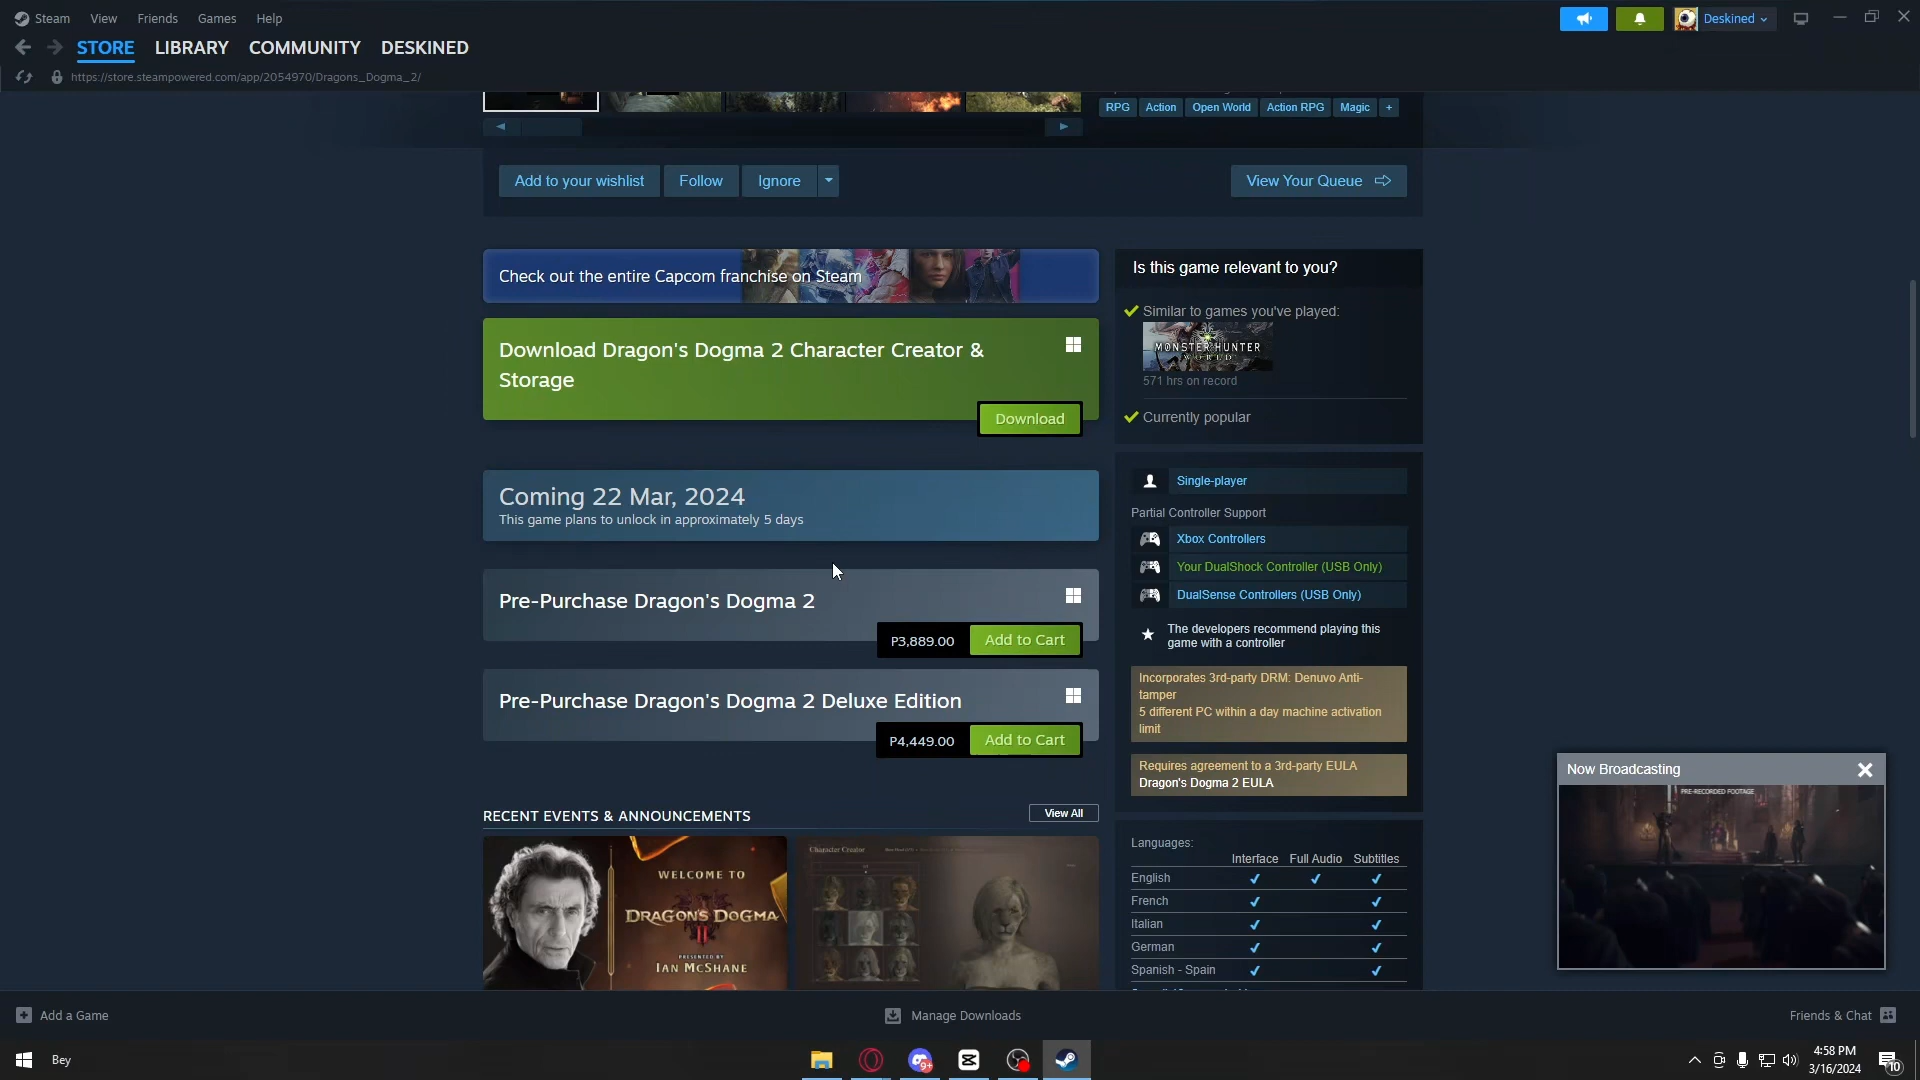 Steam View Friends Games Help
Deskined
STORE LIBRARY COMMUNITY DESKINED
https://store.steampowered.com/app/2054970/Dragons_Dogma_2/
RPG Action Open World Action RPG Magic +
Add to your wishlist Follow Ignore View Your Queue
Check out the entire Capcom franchise on Steam
Download Dragon's Dogma 2 Character Creator &
Storage
Download
Coming 22 Mar, 2024
This game plans to unlock in approximately 5 days
Pre-Purchase Dragon's Dogma 2
P3,889.00 Add to Cart
Pre-Purchase Dragon's Dogma 2 Deluxe Edition
P4,449.00 Add to Cart
RECENT EVENTS & ANNOUNCEMENTS View All
WELCOME TO
DRAGON'S DOGMA
II
PRESENTED BY
IAN McSHANE
Character Creator
Is this game relevant to you?
Similar to games you've played:
MONSTER HUNTER
WORLD
571 hrs on record
Currently popular
Single-player
Partial Controller Support
Xbox Controllers
Your DualShock Controller (USB Only)
DualSense Controllers (USB Only)
The developers recommend playing this
game with a controller
Incorporates 3rd-party DRM: Denuvo Anti-
tamper
5 different PC within a day machine activation
limit
Requires agreement to a 3rd-party EULA
Dragon's Dogma 2 EULA
Languages:
Interface Full Audio Subtitles
English ✔ ✔ ✔
French ✔ ✔
Italian ✔ ✔
German ✔ ✔
Spanish - Spain ✔ ✔
Now Broadcasting
PRE-RECORDED FOOTAGE
Add a Game Manage Downloads Friends & Chat
Bey
9+
4:58 PM
3/16/2024
10